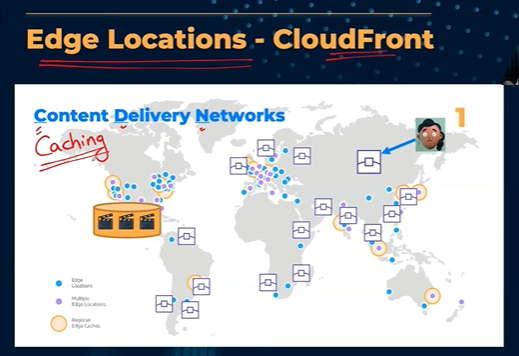 Edge Locations - CloudFront
Content Delivery Networks
1
Caching
Edge
Locations
Multiple
Edge Locations
Regional
Edge Caches